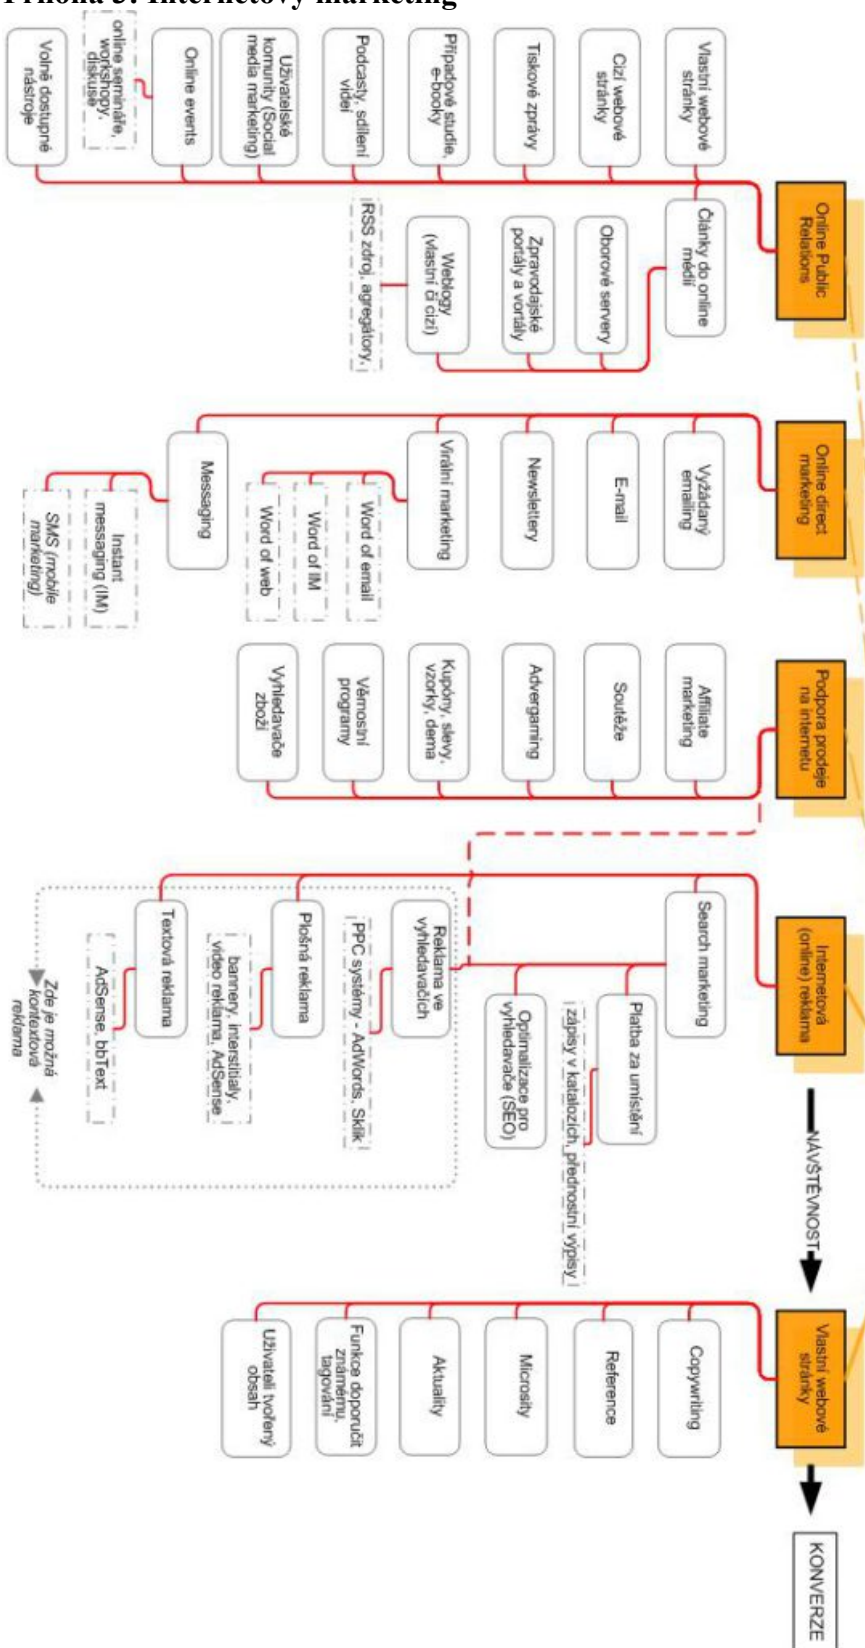 Příloha
Internetový marketing
Online Public
Relations
Vlastní webové
stránky
Články do online
médií
Oborové servery
Zpravodajské
portály a vortály
Weblogy
(vlastní či cizí)
RSS zdroj, agregátory,
Cizí webové
stránky
Tiskové zprávy
Případové studie,
e-booky
Podcasty, sdílení
videí
Uživatelské
komunity (Social
media marketing)
Online events
online semináře,
workshopy,
diskuse
Volně dostupné
nástroje
Online direct
marketing
Vyžádaný
emailing
E-mail
Newslettery
Virální marketing
Word of email
Word of IM
Word of web
Messaging
Instant
messaging (IM)
SMS (mobile
marketing)
Podpora prodeje
na internetu
Affiliate
marketing
Soutěže
Advergaming
Kupóny, slevy,
vzorky, dema
Věrnostní
programy
Vyhledavače
zboží
Internetová
(online) reklama
Search marketing
Platba za umístění
zápisy v katalozích, přednostní výpisy
Optimalizace pro
vyhledavače (SEO)
Reklama ve
vyhledavačích
PPC systémy - AdWords, Sklik
Plošná reklama
bannery, interstitialy,
video reklama, AdSense
Textová reklama
AdSense, bbText
Zde je možná
kontextová
reklama
NÁVŠTĚVNOST
Vlastní webové
stránky
Copywriting
Reference
Microsity
Aktuality
Funkce doporučit
známému,
tagování
Uživateli tvořený
obsah
KONVERZE